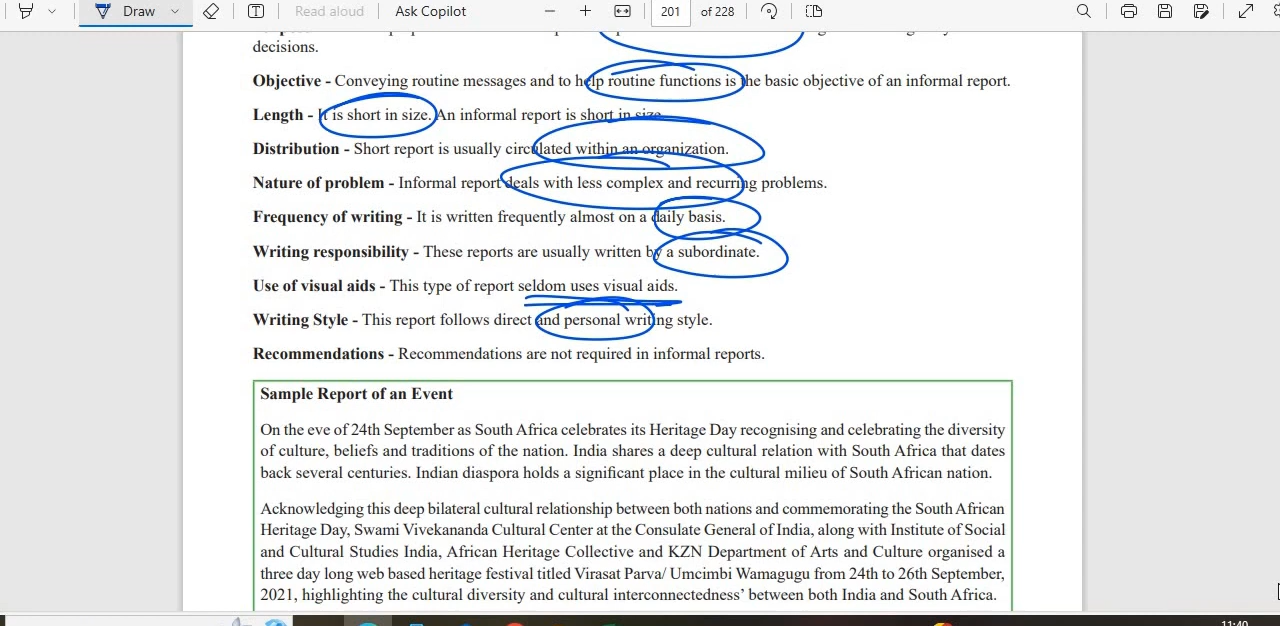 Draw
Read aloud
Ask Copilot
201 of 228
decisions.
Objective - Conveying routine messages and to help routine functions is the basic objective of an informal report.
Length - It is short in size. An informal report is short in size.
Distribution - Short report is usually circulated within an organization.
Nature of problem - Informal report deals with less complex and recurring problems.
Frequency of writing - It is written frequently almost on a daily basis.
Writing responsibility - These reports are usually written by a subordinate.
Use of visual aids - This type of report seldom uses visual aids.
Writing Style - This report follows direct and personal writing style.
Recommendations - Recommendations are not required in informal reports.
Sample Report of an Event
On the eve of 24th September as South Africa celebrates its Heritage Day recognising and celebrating the diversity
of culture, beliefs and traditions of the nation. India shares a deep cultural relation with South Africa that dates
back several centuries. Indian diaspora holds a significant place in the cultural milieu of South African nation.
Acknowledging this deep bilateral cultural relationship between both nations and commemorating the South African
Heritage Day, Swami Vivekananda Cultural Center at the Consulate General of India, along with Institute of Social
and Cultural Studies India, African Heritage Collective and KZN Department of Arts and Culture organised a
three day long web based heritage festival titled Virasat Parva/ Umcimbi Wamagugu from 24th to 26th September,
2021, highlighting the cultural diversity and cultural interconnectedness’ between both India and South Africa.
11:40